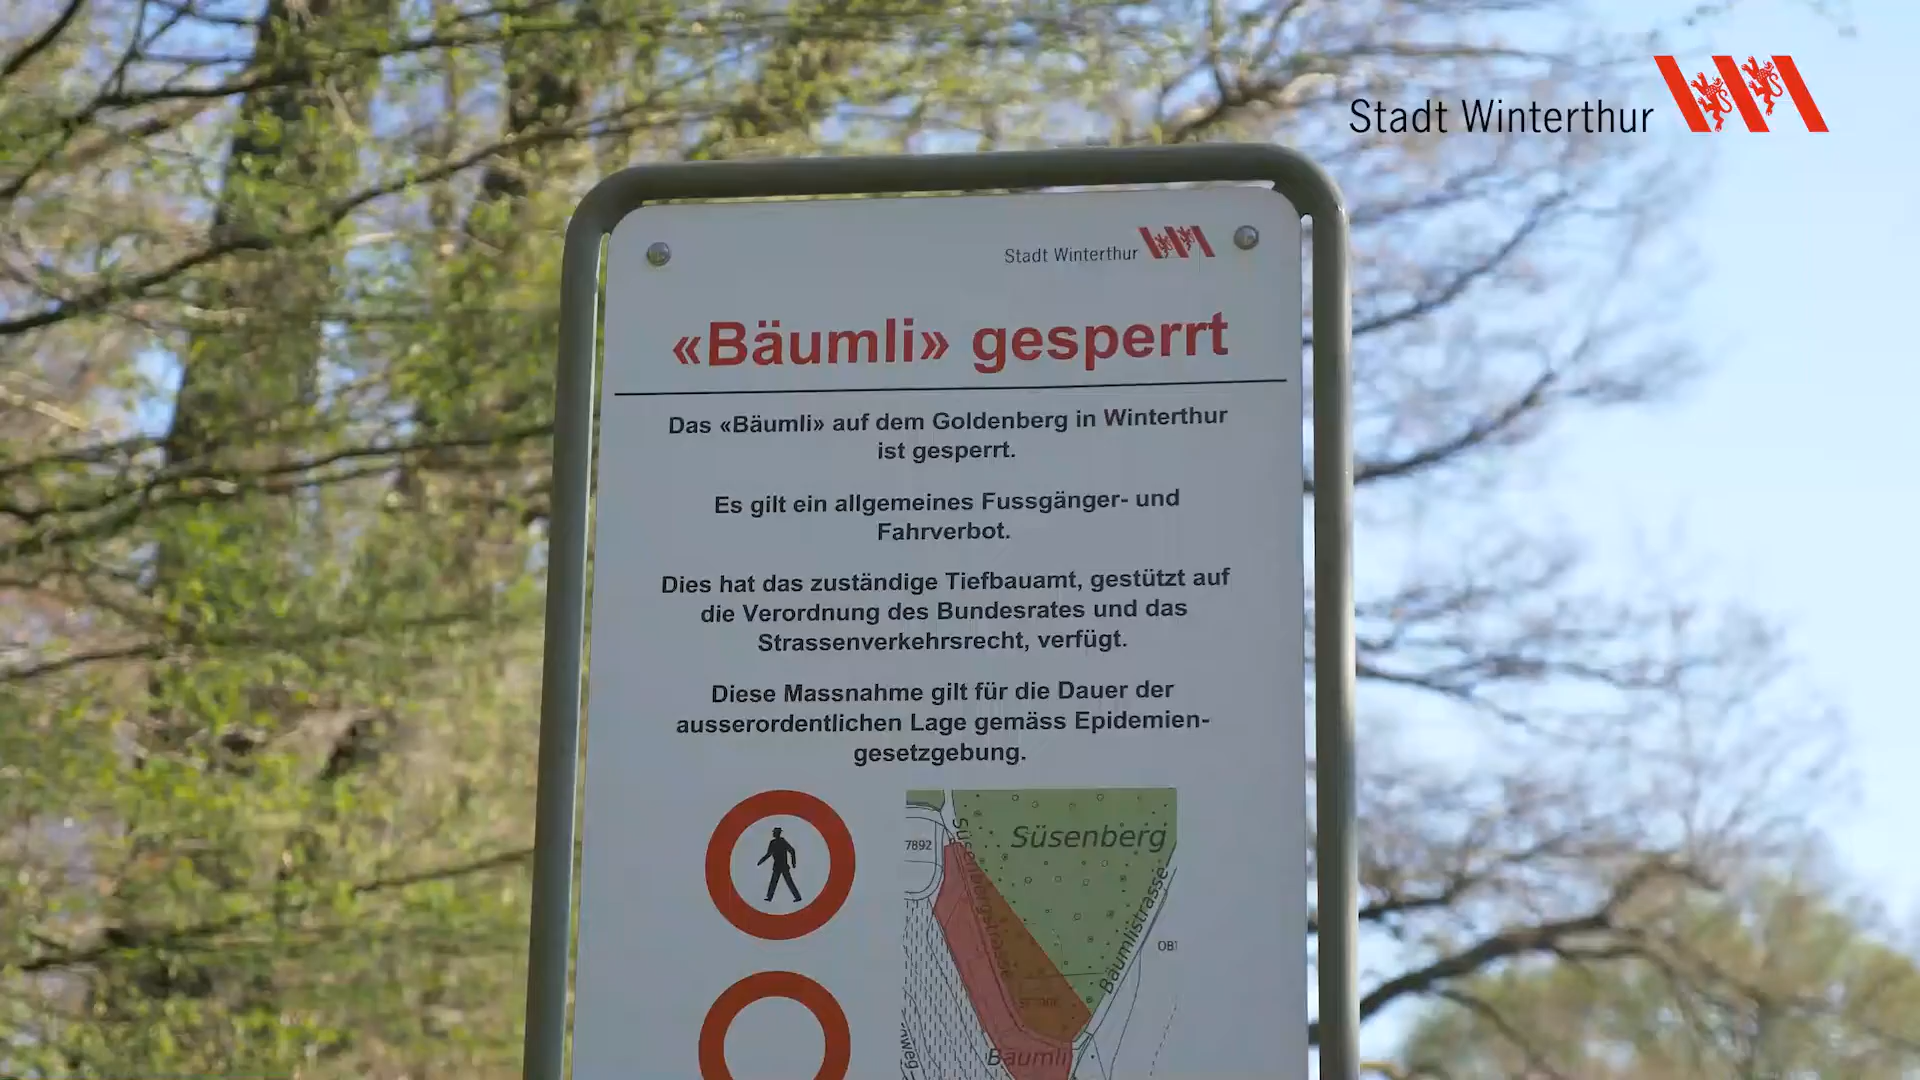 Stadt Winterthur
Stadt Winterthur
«Bäumli» gesperrt
Das «Bäumli» auf dem Goldenberg in Winterthur
ist gesperrt.
Es gilt ein allgemeines Fussgänger- und
Fahrverbot.
Dies hat das zuständige Tiefbauamt, gestützt auf
die Verordnung des Bundesrates und das
Strassenverkehrsrecht, verfügt.
Diese Massnahme gilt für die Dauer der
ausserordentlichen Lage gemäss Epidemien-
gesetzgebung.
Süsenberg
7892
Süsenbergstrasse
Bäumlistrasse
Bäumli